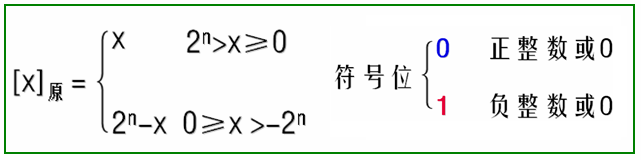 x 2ⁿ>x≥0
[x]原 =
2ⁿ-x 0≥x>-2ⁿ
符号位
0 正整数或0
1 负整数或0